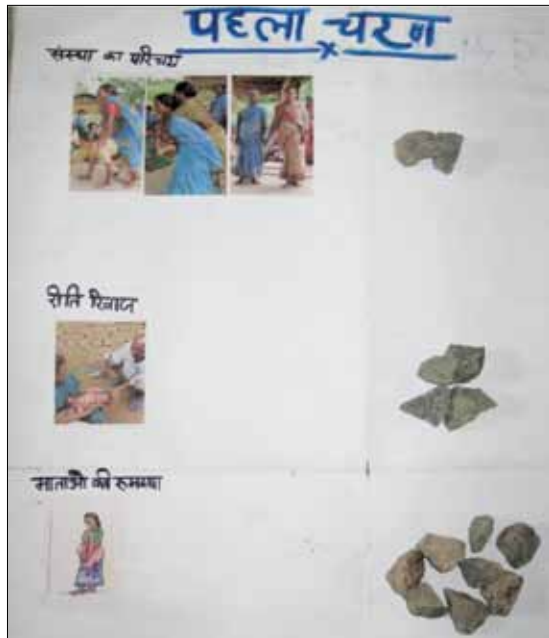 पहला चरण
संस्था का परिचय
रीति रिवाज
माताओ की समस्या